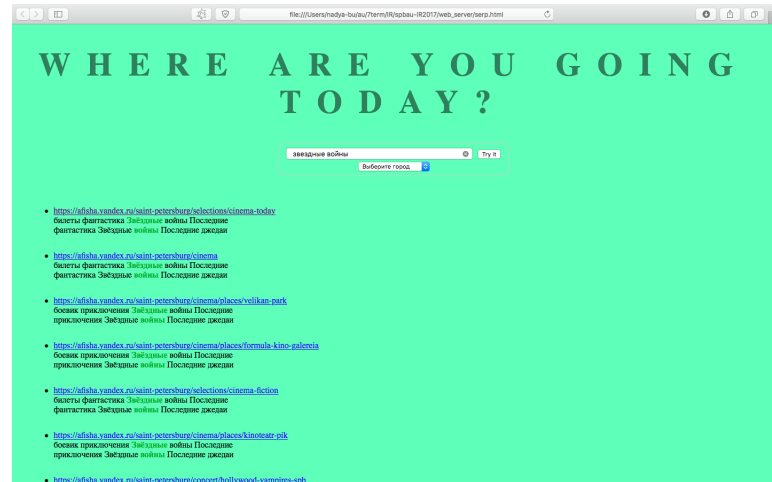 file:///Users/nadya-bu/au/7term/IR/spbau-IR2017/web_server/serp.html
WHERE ARE YOU GOING
TODAY?
звездные войны
Try it
Выберите город
https://afisha.yandex.ru/saint-petersburg/selections/cinema-today
билеты фантастика Звёздные войны Последние
фантастика Звёздные войны Последние джедаи
https://afisha.yandex.ru/saint-petersburg/cinema
билеты фантастика Звёздные войны Последние
фантастика Звёздные войны Последние джедаи
https://afisha.yandex.ru/saint-petersburg/cinema/places/velikan-park
боевик приключения Звёздные войны Последние
приключения Звёздные войны Последние джедаи
https://afisha.yandex.ru/saint-petersburg/cinema/places/formula-kino-galereia
боевик приключения Звёздные войны Последние
приключения Звёздные войны Последние джедаи
https://afisha.yandex.ru/saint-petersburg/selections/cinema-fiction
билеты фантастика Звёздные войны Последние
фантастика Звёздные войны Последние джедаи
https://afisha.yandex.ru/saint-petersburg/cinema/places/kinoteatr-pik
боевик приключения Звёздные войны Последние
приключения Звёздные войны Последние джедаи
https://afisha.yandex.ru/saint-petersburg/concert/hollywood-vampires-spb